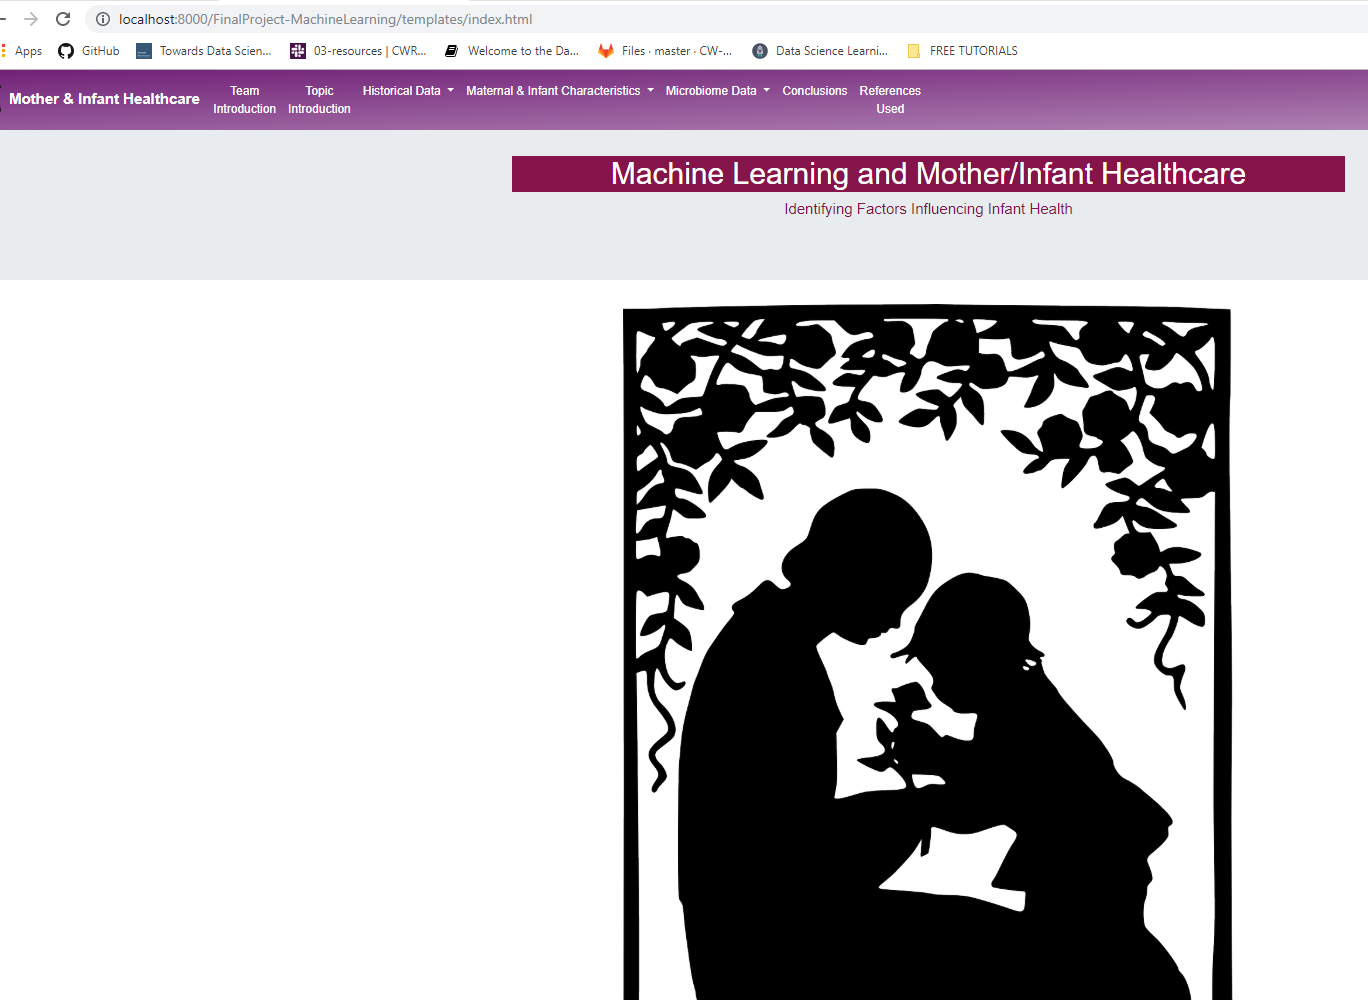 localhost:8000/FinalProject-MachineLearning/templates/index.html
Apps GitHub Towards Data Scien... 03-resources | CWR... Welcome to the Da... Files · master · CW-... Data Science Learni... FREE TUTORIALS
Mother & Infant Healthcare
Team
Introduction
Topic
Introduction
Historical Data
Maternal & Infant Characteristics
Microbiome Data
Conclusions
References
Used
Machine Learning and Mother/Infant Healthcare
Identifying Factors Influencing Infant Health